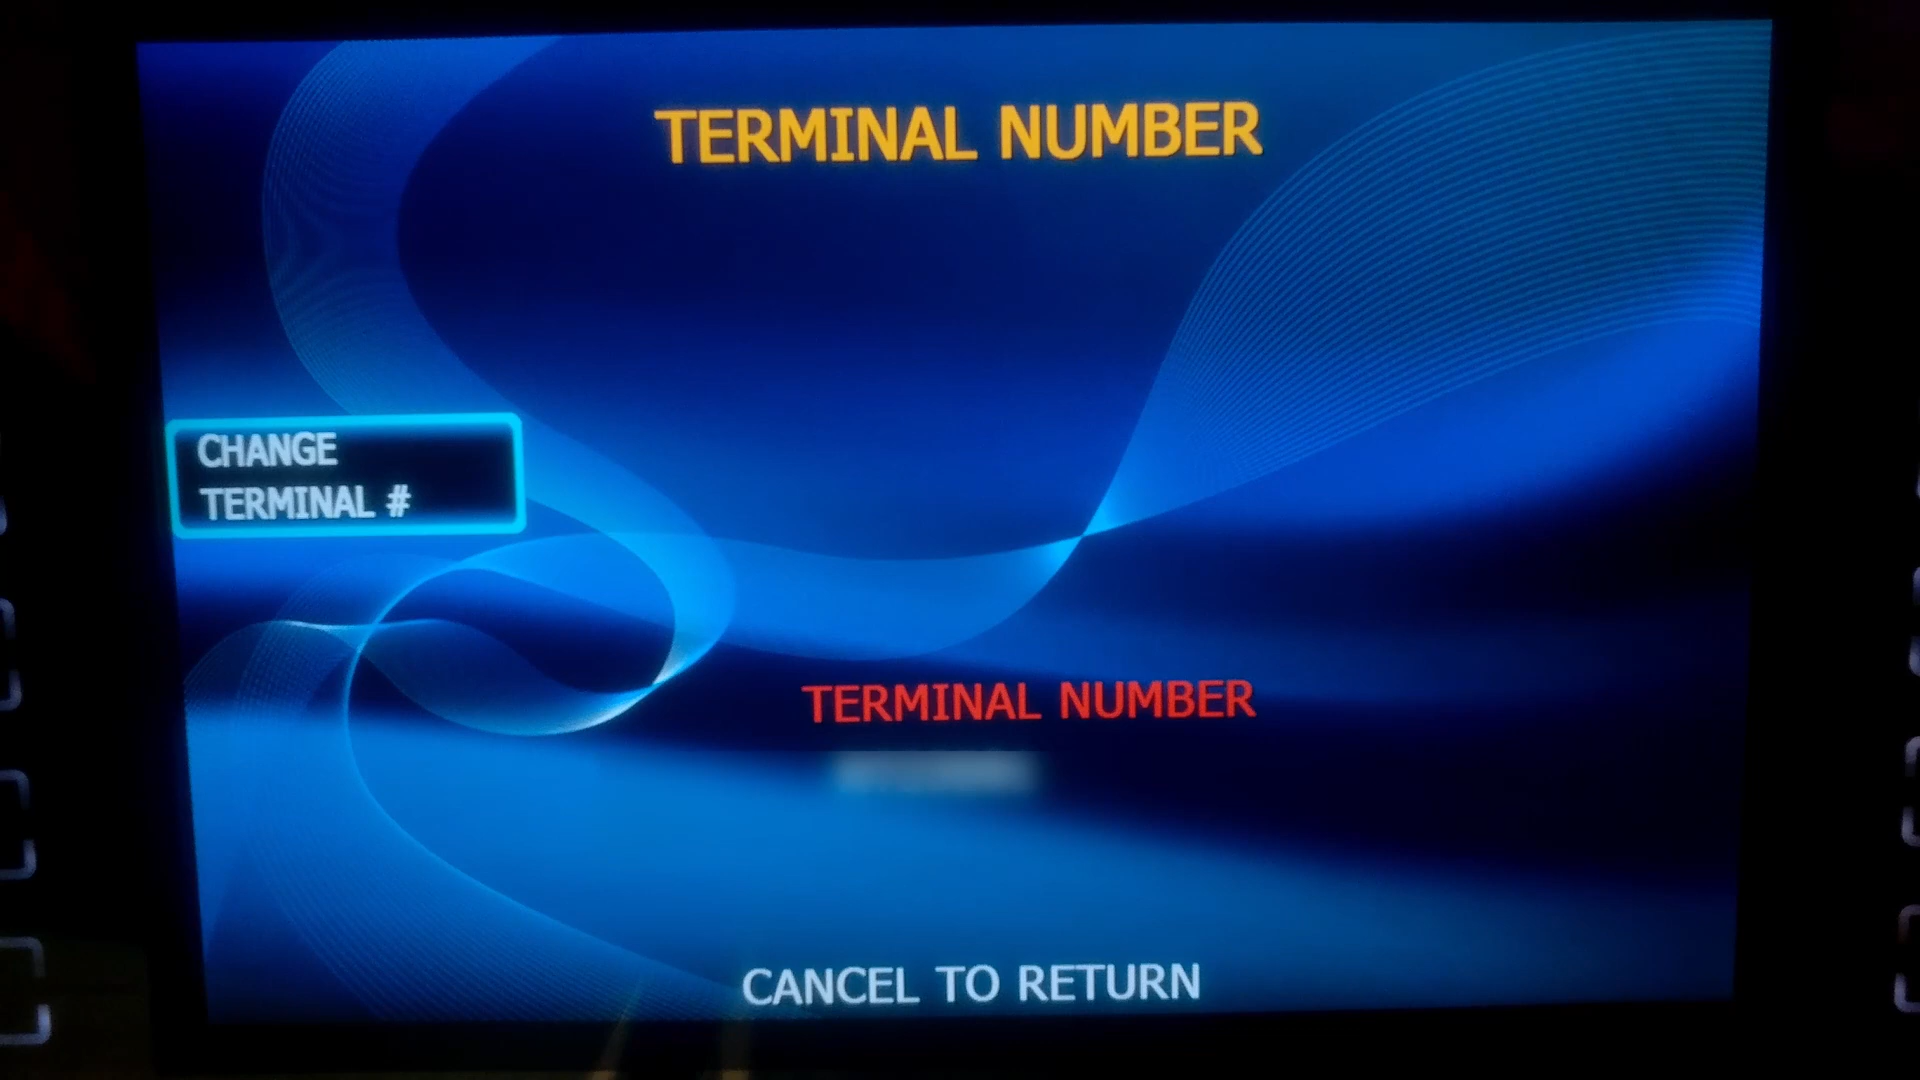 TERMINAL NUMBER
CHANGE
TERMINAL #
TERMINAL NUMBER
CANCEL TO RETURN